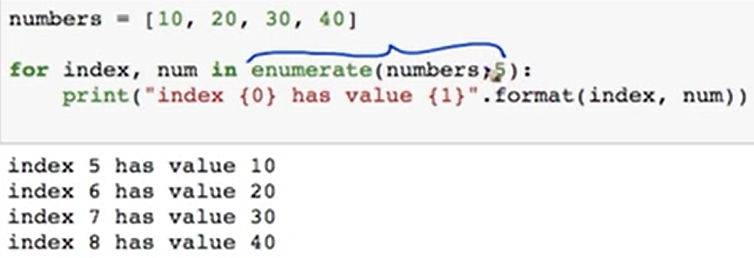 numbers = [10, 20, 30, 40]
for index, num in enumerate(numbers,5):
print("index {0} has value {1}".format(index, num))
index 5 has value 10
index 6 has value 20
index 7 has value 30
index 8 has value 40